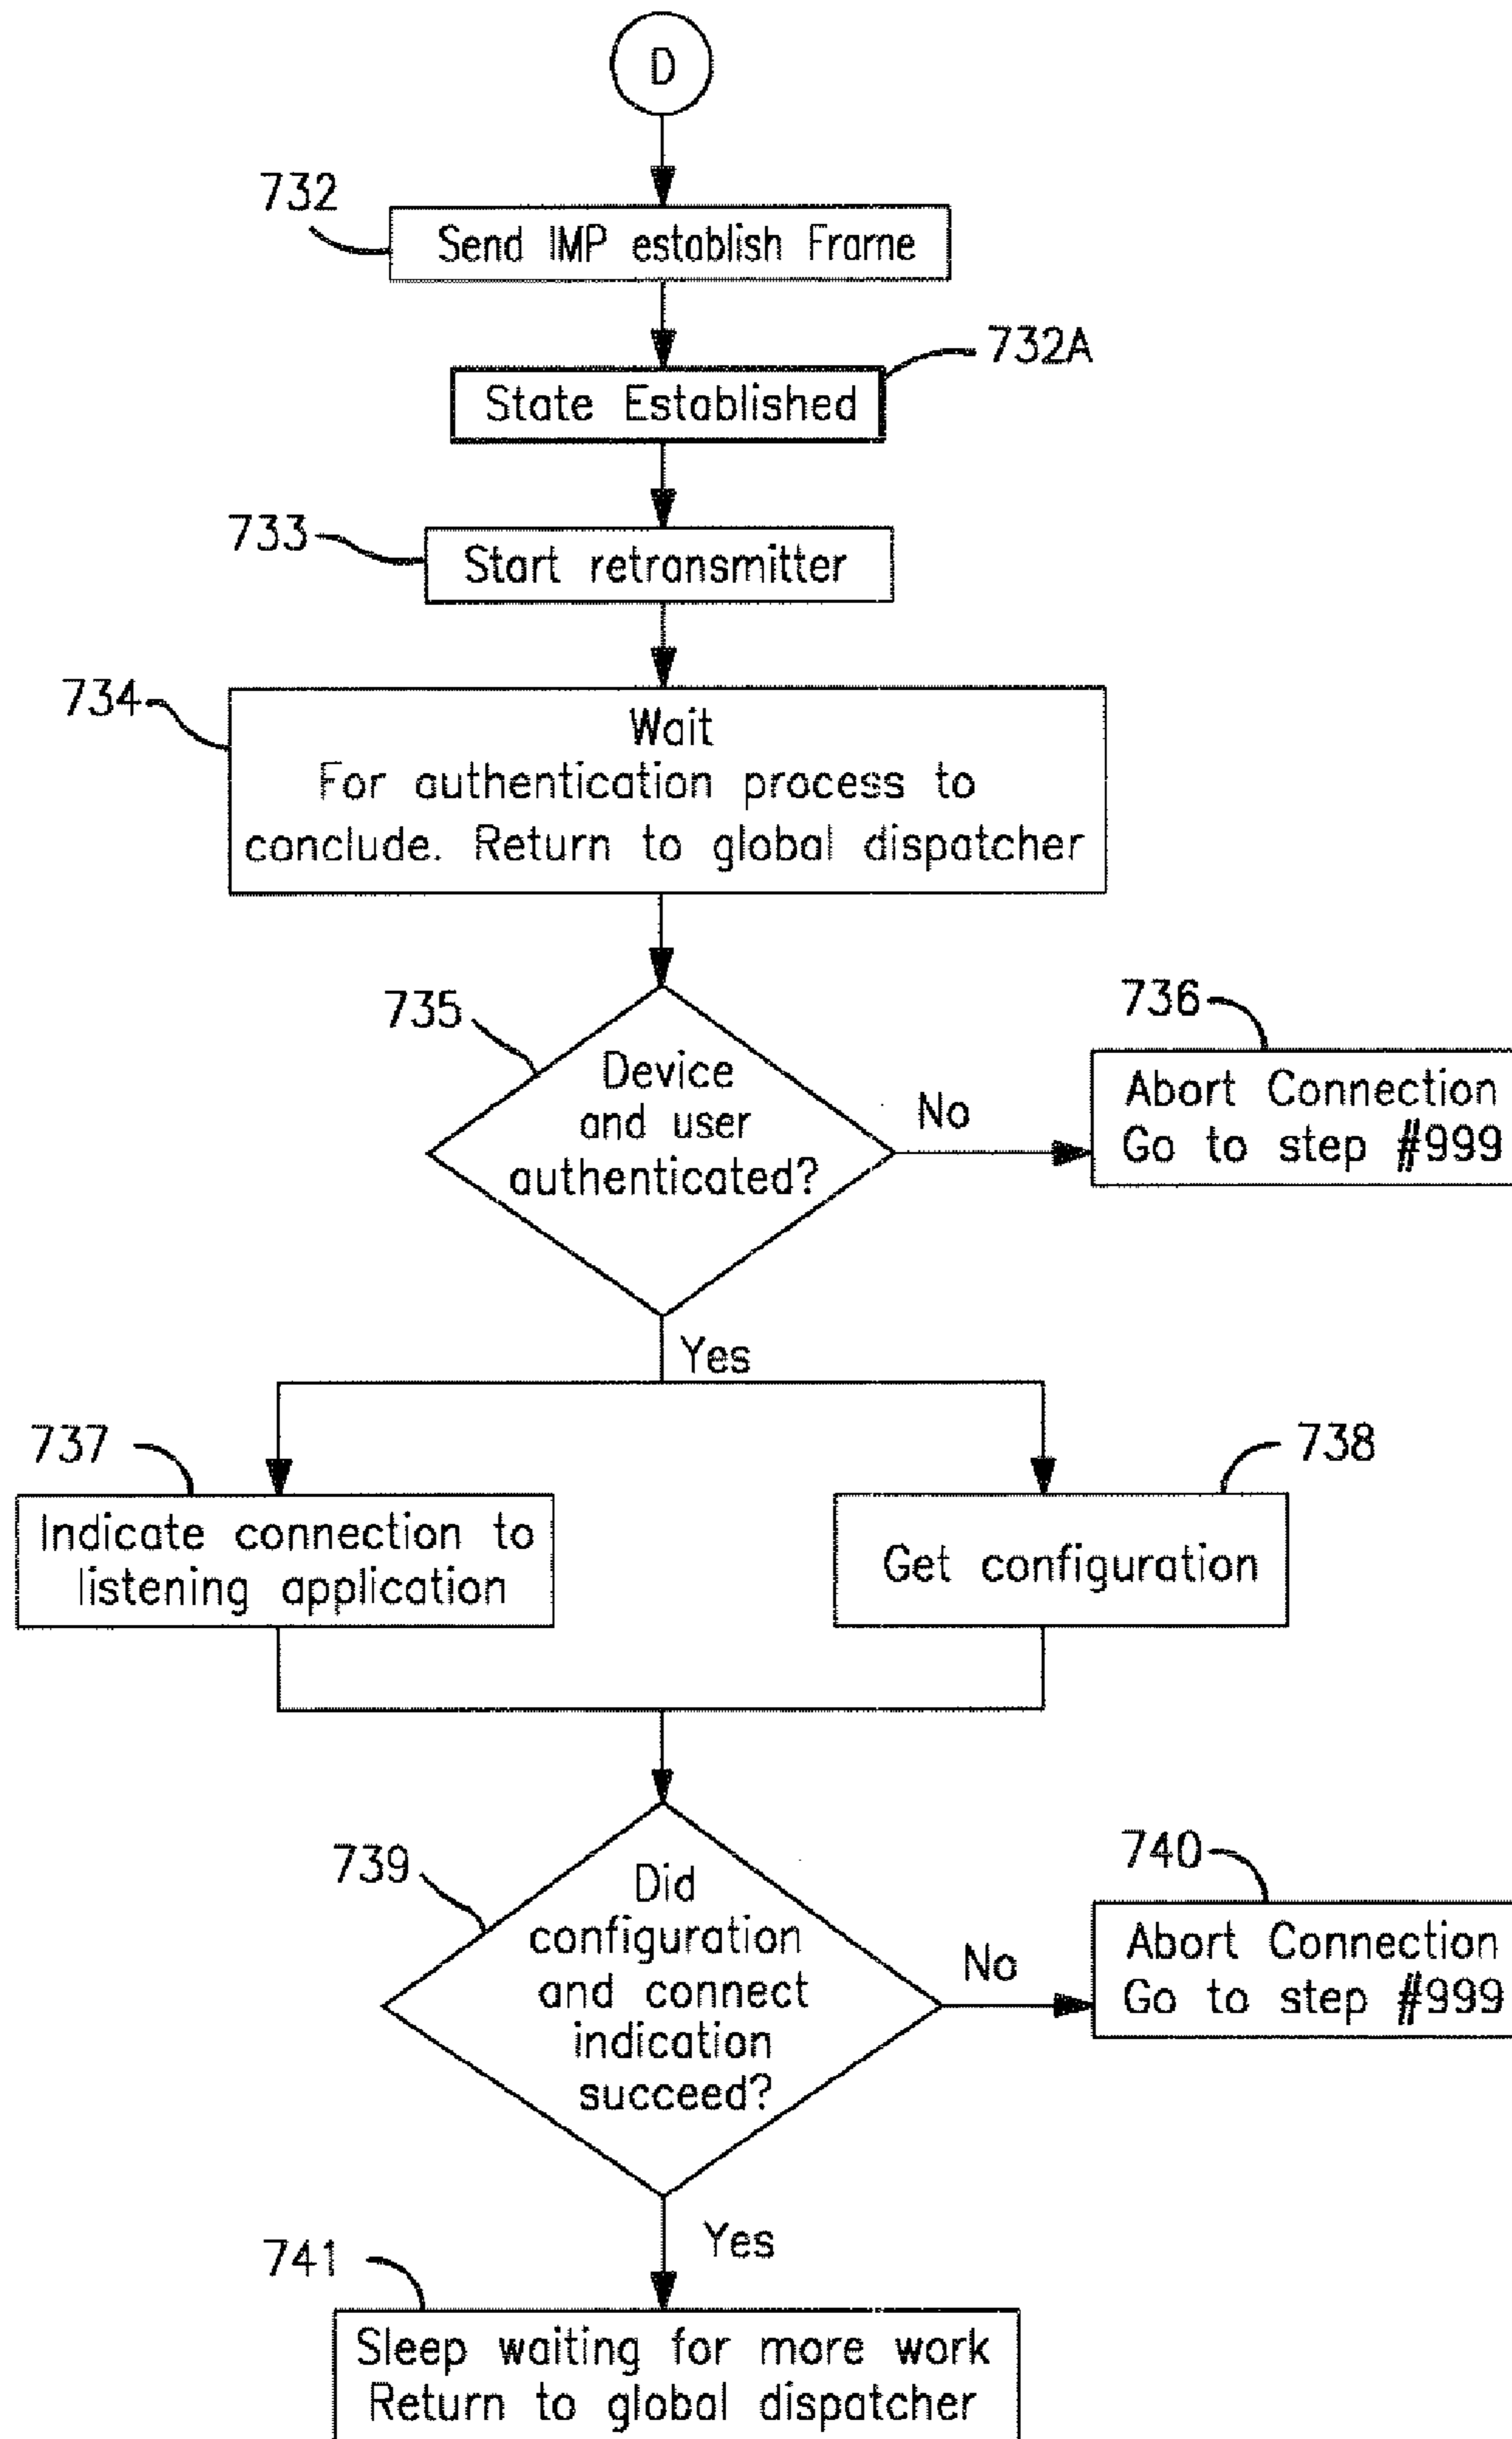 D
732
Send IMP establish Frame
732A
State Established
733
Start retransmitter
734
Wait
For authentication process to
conclude. Return to global dispatcher
735
Device
and user
authenticated?
No
736
Abort Connection
Go to step #999
Yes
737
Indicate connection to
listening application
738
Get configuration
739
Did
configuration
and connect
indication
succeed?
No
740
Abort Connection
Go to step #999
Yes
741
Sleep waiting for more work
Return to global dispatcher